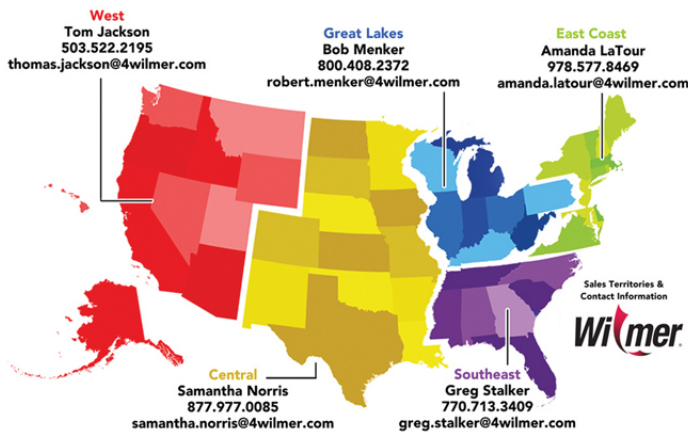 West
Tom Jackson
503.522.2195
thomas.jackson@4wilmer.com
Great Lakes
Bob Menker
800.408.2372
robert.menker@4wilmer.com
East Coast
Amanda LaTour
978.577.8469
amanda.latour@4wilmer.com
Sales Territories &
Contact Information
Wilmer
Central
Samantha Norris
877.977.0085
samantha.norris@4wilmer.com
Southeast
Greg Stalker
770.713.3409
greg.stalker@4wilmer.com